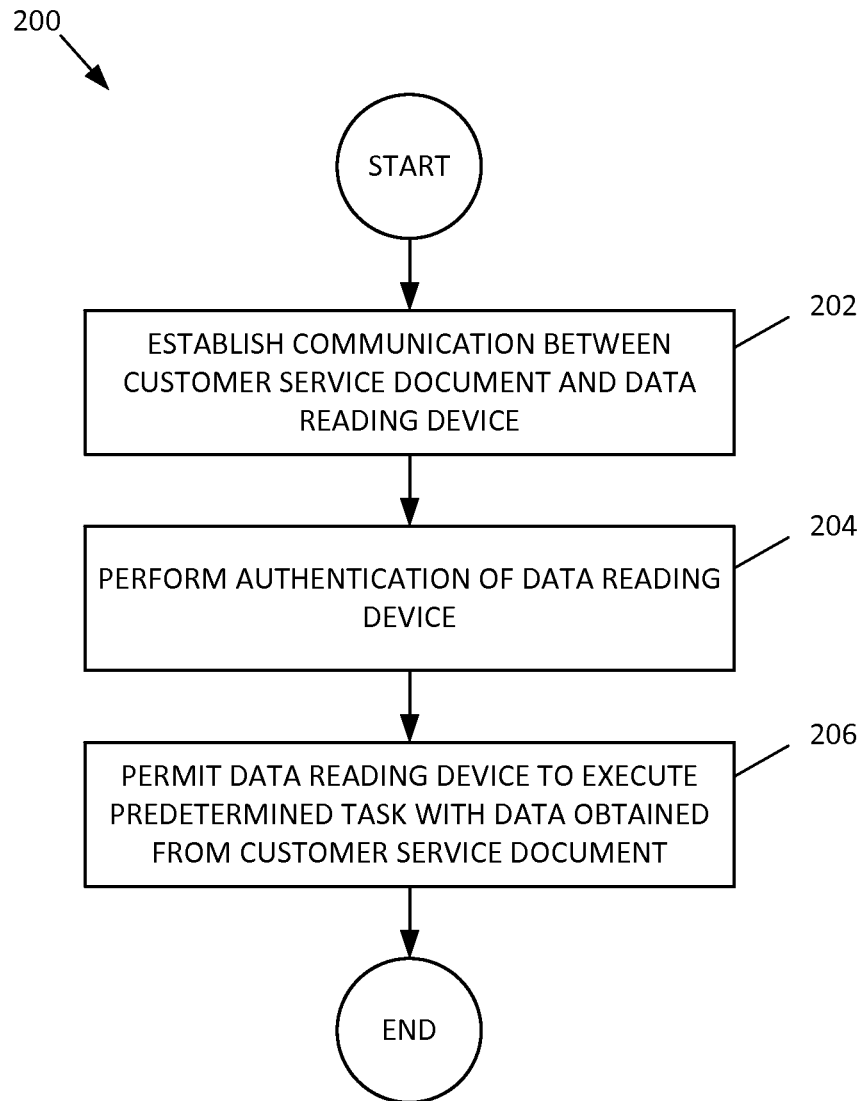 200
START
202
ESTABLISH COMMUNICATION BETWEEN
CUSTOMER SERVICE DOCUMENT AND DATA
READING DEVICE
204
PERFORM AUTHENTICATION OF DATA READING
DEVICE
206
PERMIT DATA READING DEVICE TO EXECUTE
PREDETERMINED TASK WITH DATA OBTAINED
FROM CUSTOMER SERVICE DOCUMENT
END